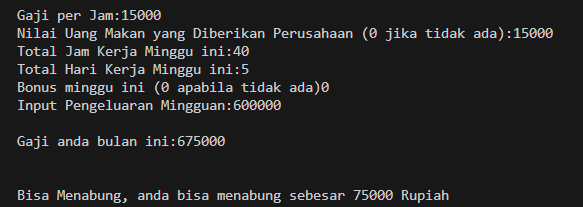 Gaji per Jam:15000
Nilai Uang Makan yang Diberikan Perusahaan (0 jika tidak ada):15000
Total Jam Kerja Minggu ini:40
Total Hari Kerja Minggu ini:5
Bonus minggu ini (0 apabila tidak ada)0
Input Pengeluaran Mingguan:600000
Gaji anda bulan ini:675000
Bisa Menabung, anda bisa menabung sebesar 75000 Rupiah